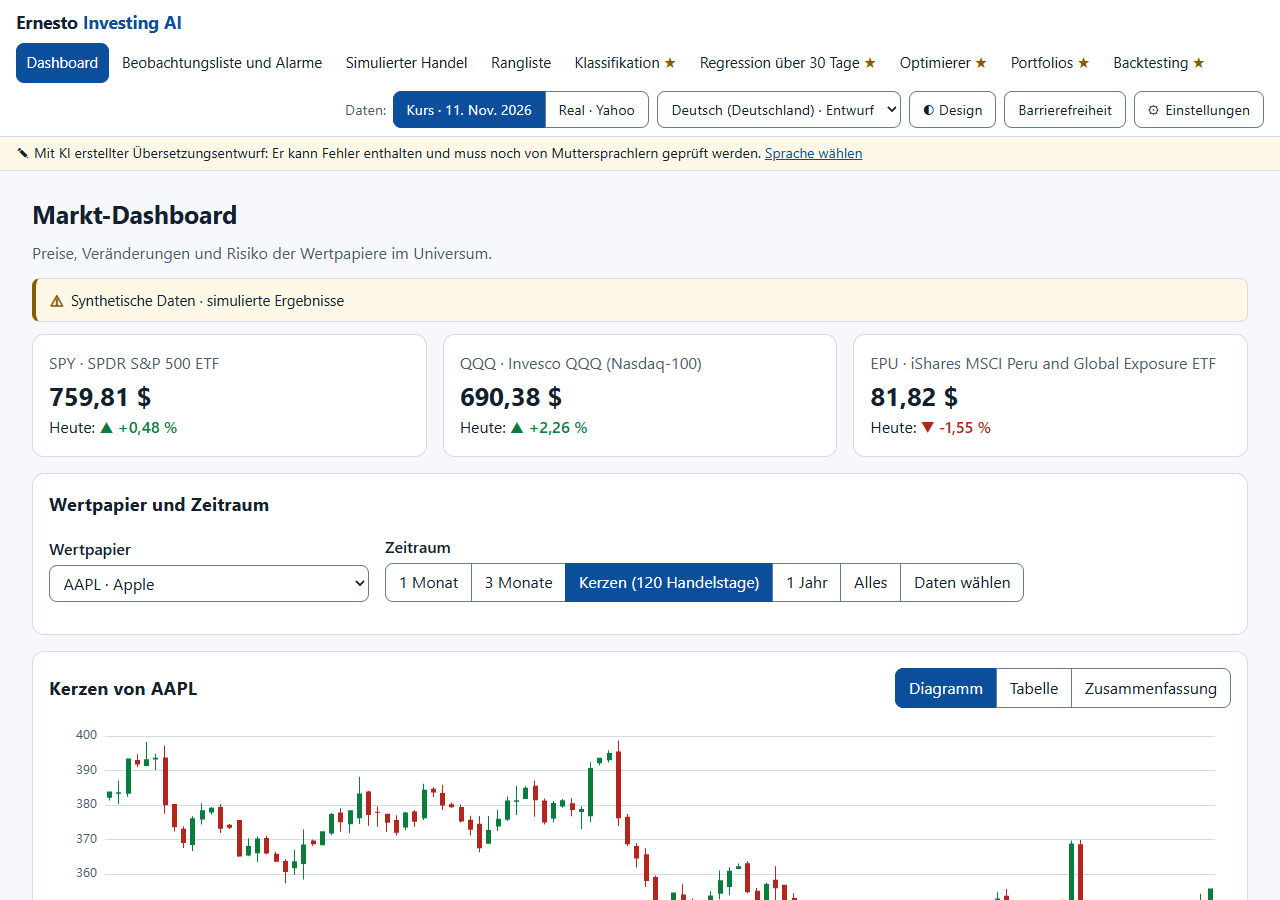 Ernesto Investing AI
Dashboard Beobachtungsliste und Alarme Simulierter Handel Rangliste Klassifikation ★ Regression über 30 Tage ★ Optimierer ★ Portfolios ★ Backtesting ★
Daten: Kurs · 11. Nov. 2026 Real · Yahoo Deutsch (Deutschland) · Entwurf Design Barrierefreiheit Einstellungen
Mit KI erstellter Übersetzungsentwurf: Er kann Fehler enthalten und muss noch von Muttersprachlern geprüft werden. Sprache wählen
Markt-Dashboard
Preise, Veränderungen und Risiko der Wertpapiere im Universum.
⚠ Synthetische Daten · simulierte Ergebnisse
SPY · SPDR S&P 500 ETF
759,81 $
Heute: ▲ +0,48 %
QQQ · Invesco QQQ (Nasdaq-100)
690,38 $
Heute: ▲ +2,26 %
EPU · iShares MSCI Peru and Global Exposure ETF
81,82 $
Heute: ▼ -1,55 %
Wertpapier und Zeitraum
Wertpapier
AAPL · Apple
Zeitraum
1 Monat 3 Monate Kerzen (120 Handelstage) 1 Jahr Alles Daten wählen
Kerzen von AAPL
Diagramm Tabelle Zusammenfassung
400
390
380
370
360